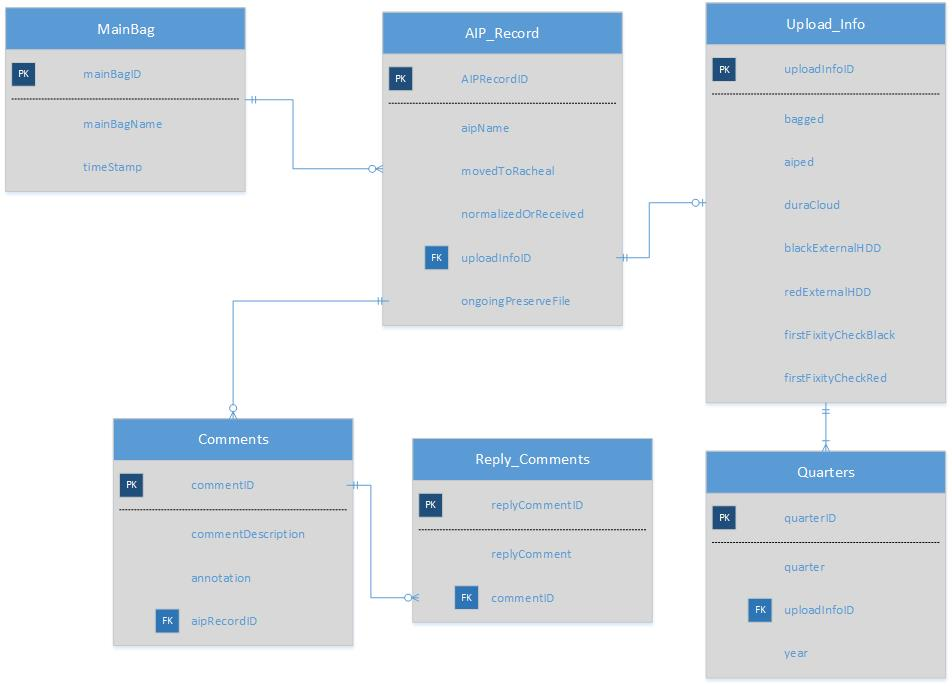 MainBag
PK mainBagID
mainBagName
timeStamp
AIP_Record
PK AIPRecordID
aipName
movedToRacheal
normalizedOrReceived
FK uploadInfoID
ongoingPreserveFile
Upload_Info
PK uploadInfoID
bagged
aiped
duraCloud
blackExternalHDD
redExternalHDD
firstFixityCheckBlack
firstFixityCheckRed
Comments
PK commentID
commentDescription
annotation
FK aipRecordID
Reply_Comments
PK replyCommentID
replyComment
FK commentID
Quarters
PK quarterID
quarter
FK uploadInfoID
year